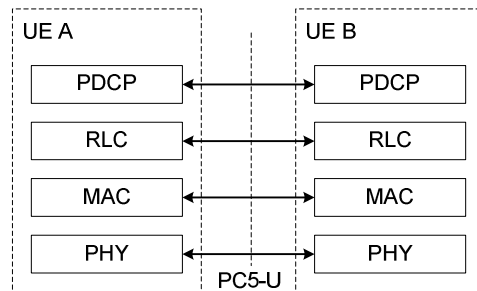 UE A UE B
PDCP PDCP
RLC RLC
MAC MAC
PHY PHY
PC5-U